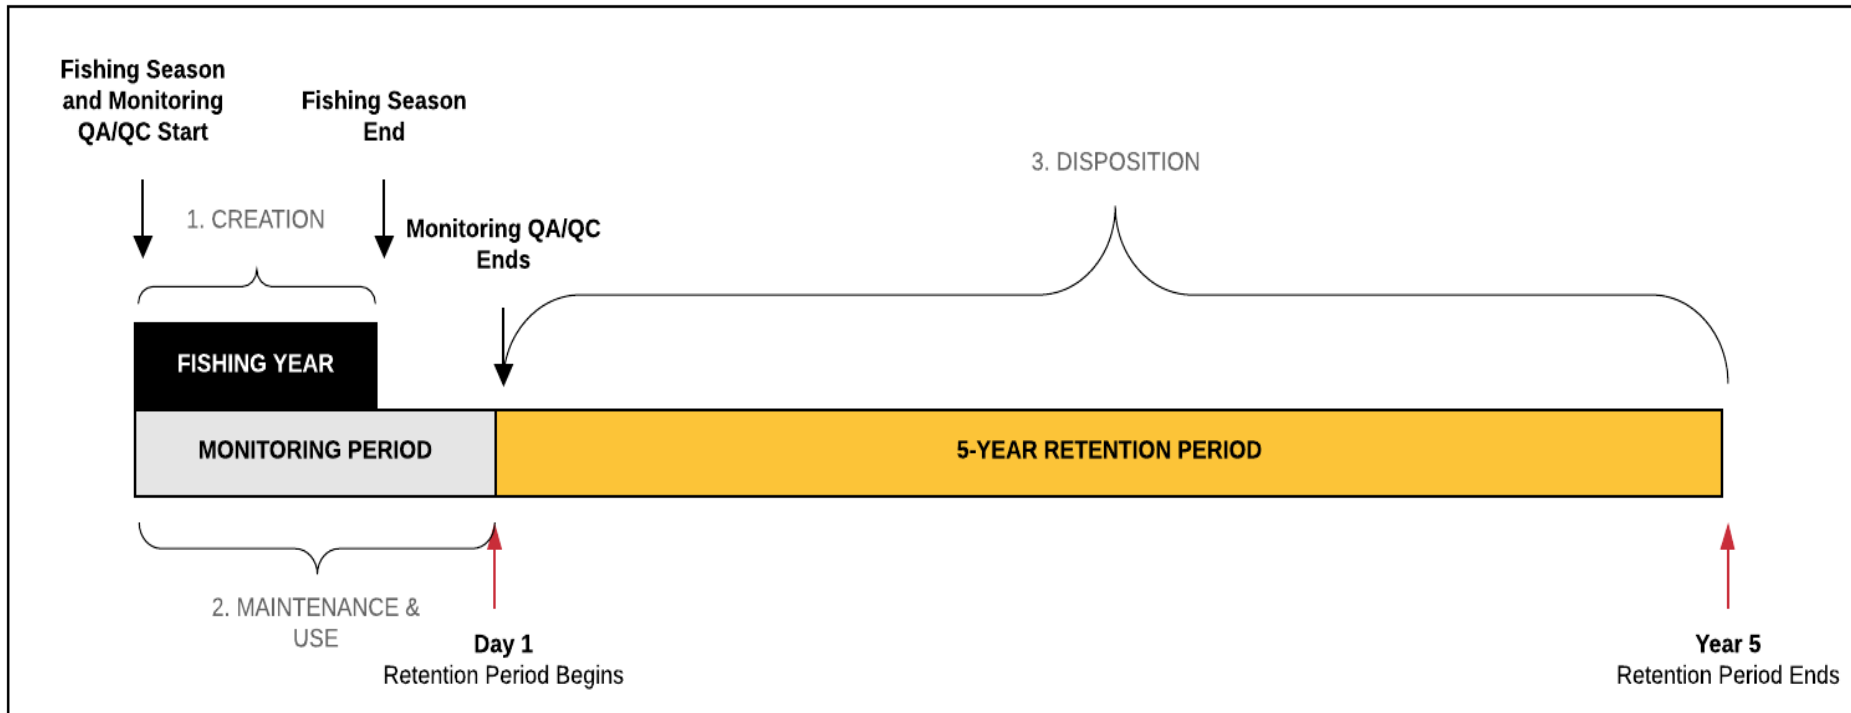 Fishing Season
and Monitoring
QA/QC Start
Fishing Season
End
3. DISPOSITION
1. CREATION
Monitoring QA/QC
Ends
FISHING YEAR
MONITORING PERIOD
5-YEAR RETENTION PERIOD
2. MAINTENANCE &
USE
Day 1
Retention Period Begins
Year 5
Retention Period Ends